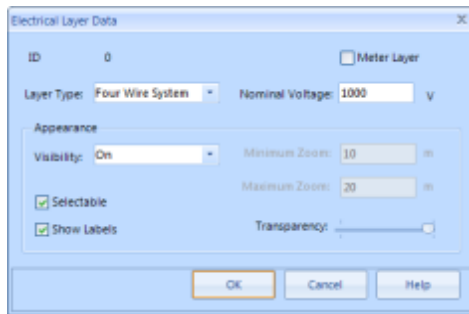 Electrical Layer Data
ID 0 Meter Layer
Layer Type: Four Wire System Nominal Voltage: 1000 V
Appearance
Visibility: On Minimum Zoom: 10 m
Maximum Zoom: 20 m
Selectable
Show Labels Transparency:
OK Cancel Help